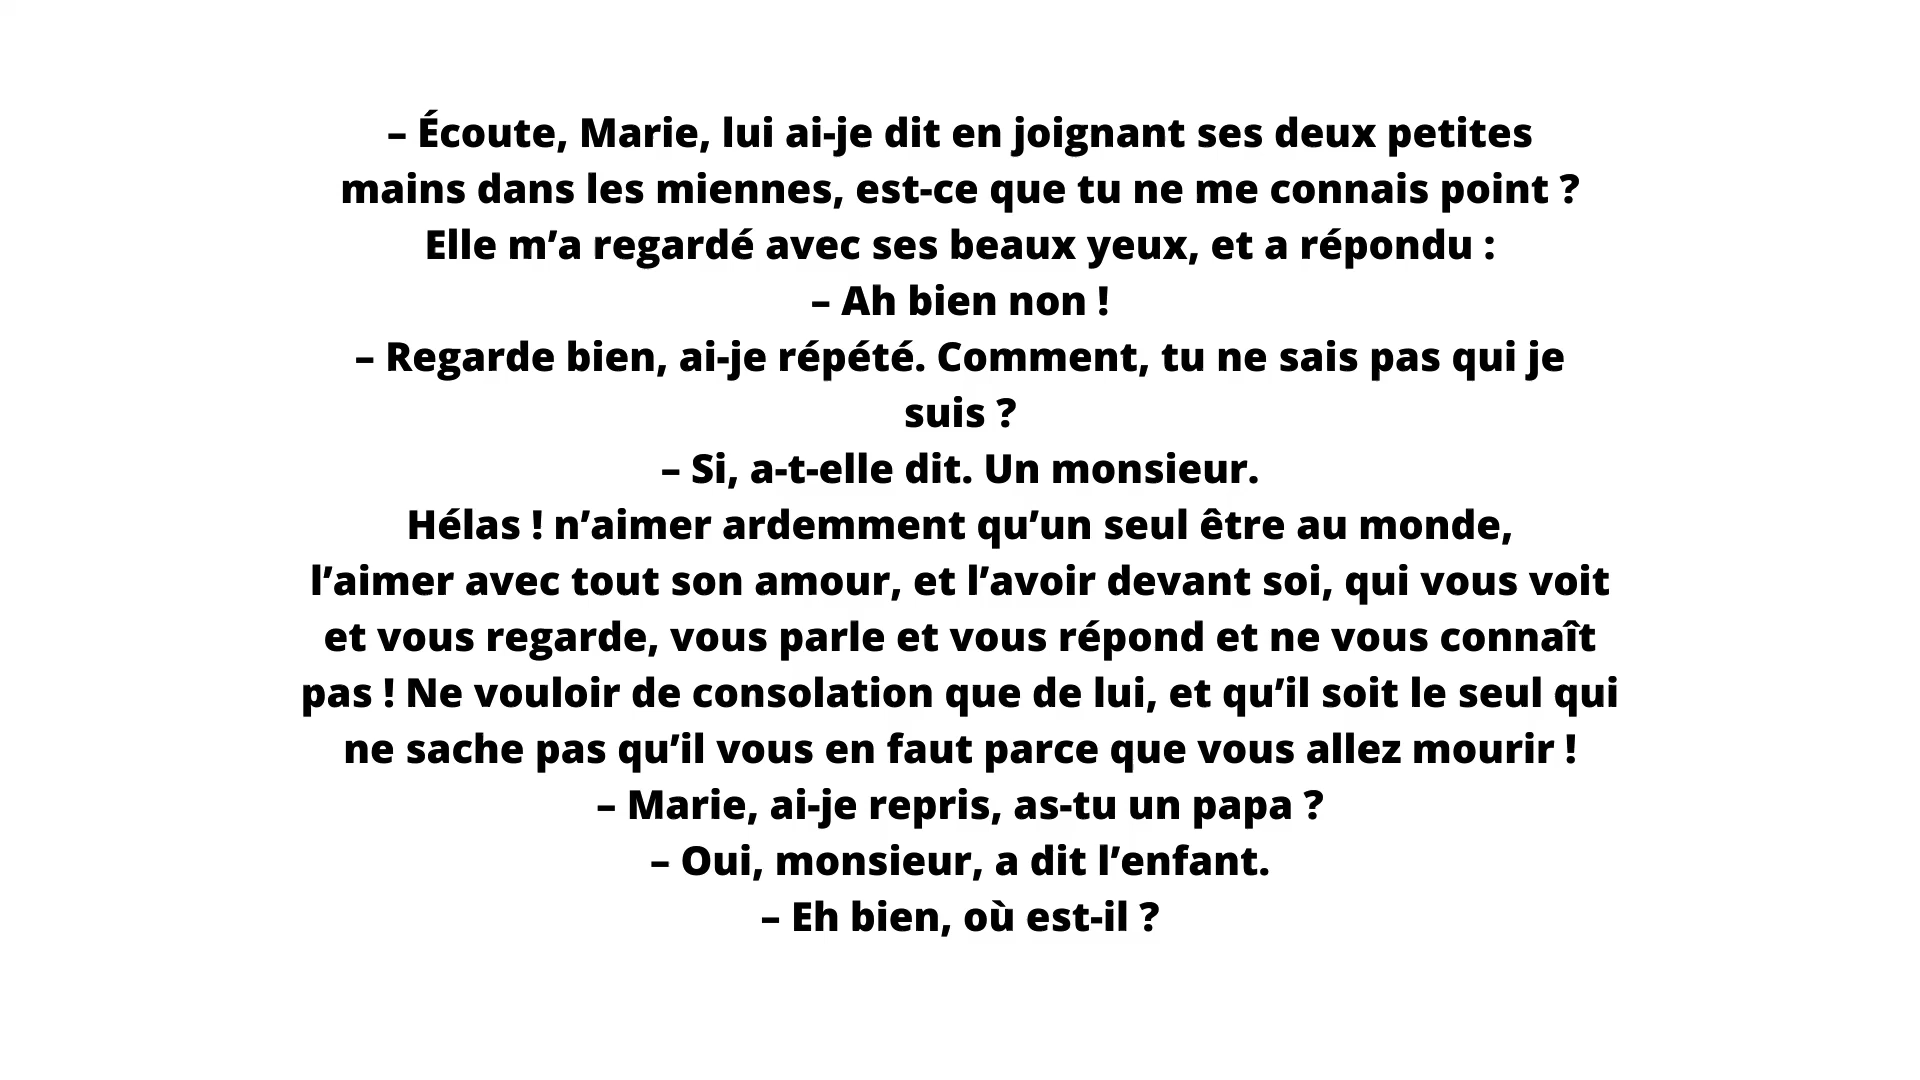 – Écoute, Marie, lui ai-je dit en joignant ses deux petites
mains dans les miennes, est-ce que tu ne me connais point ?
Elle m’a regardé avec ses beaux yeux, et a répondu :
– Ah bien non !
– Regarde bien, ai-je répété. Comment, tu ne sais pas qui je
suis ?
– Si, a-t-elle dit. Un monsieur.
Hélas ! n’aimer ardemment qu’un seul être au monde,
l’aimer avec tout son amour, et l’avoir devant soi, qui vous voit
et vous regarde, vous parle et vous répond et ne vous connaît
pas ! Ne vouloir de consolation que de lui, et qu’il soit le seul qui
ne sache pas qu’il vous en faut parce que vous allez mourir !
– Marie, ai-je repris, as-tu un papa ?
– Oui, monsieur, a dit l’enfant.
– Eh bien, où est-il ?